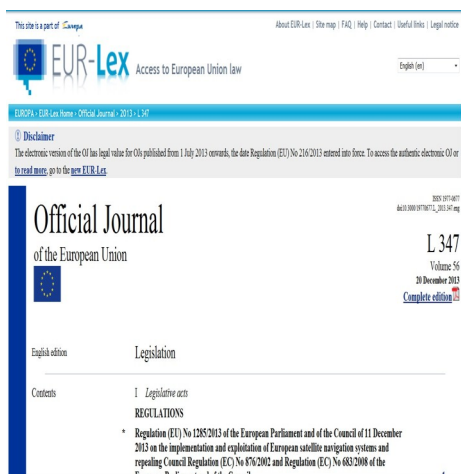 This site is a part of Europa
About EUR-Lex | Site map | FAQ | Help | Contact | Useful links | Legal notice
EUR-Lex Access to European Union law
English (en)
EUROPA › EUR-Lex Home › Official Journal › 2013 › L 347
Disclaimer
The electronic version of the OJ has legal value for OJs published from 1 July 2013 onwards, the date Regulation (EU) No 216/2013 entered into force. To access the authentic electronic OJ or
to read more, go to the new EUR-Lex.
ISSN 1977-0677
Official Journal
of the European Union
L 347
Volume 56
20 December 2013
Complete edition
English edition
Legislation
Contents
I Legislative acts
REGULATIONS
* Regulation (EU) No 1285/2013 of the European Parliament and of the Council of 11 December
2013 on the implementation and exploitation of European satellite navigation systems and
repealing Council Regulation (EC) No 876/2002 and Regulation (EC) No 683/2008 of the